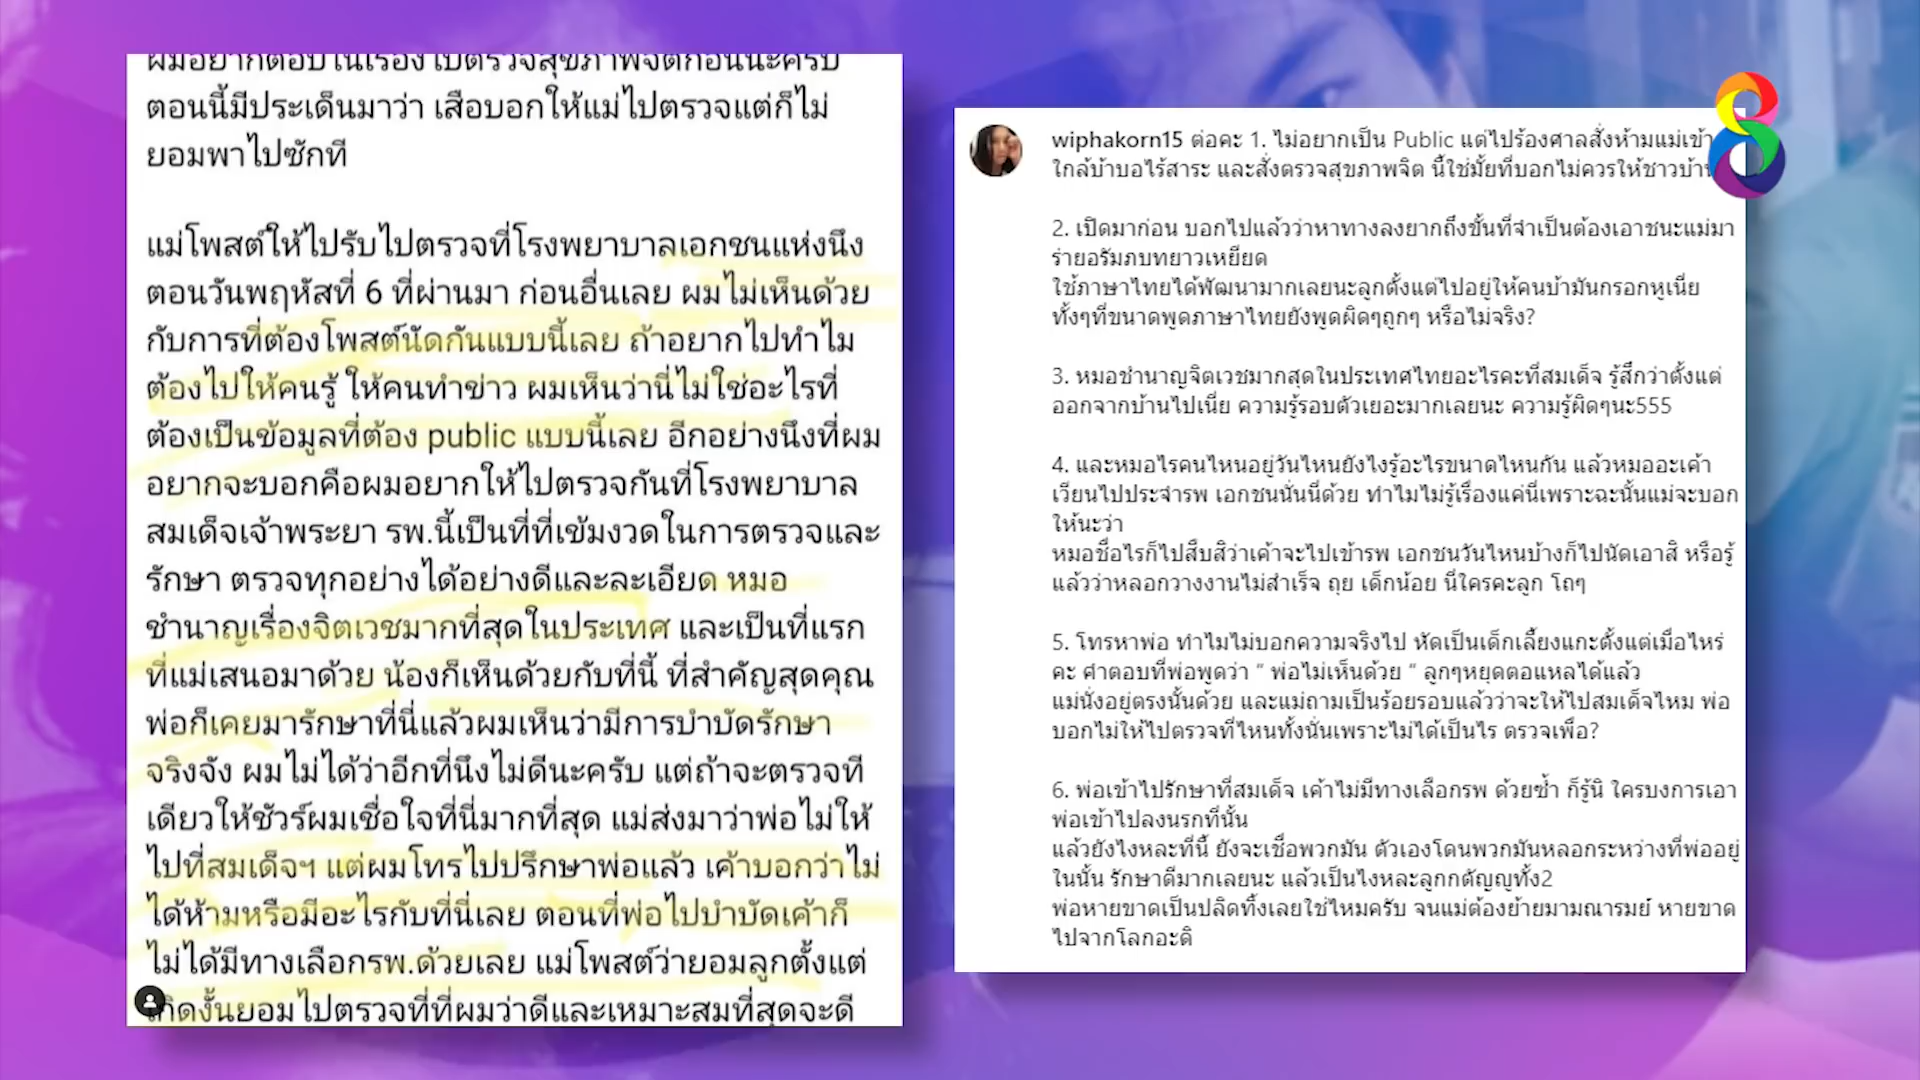 ผมอยากตอบในเรื่องไปตรวจสุขภาพจิตก่อนนะครับ
ตอนนี้มีประเด็นมาว่า เสือบอกให้แม่ไปตรวจแต่ก็ไม่
ยอมพาไปซักที
แม่โพสต์ให้ไปรับไปตรวจที่โรงพยาบาลเอกชนแห่งนึง
ตอนวันพฤหัสที่ 6 ที่ผ่านมา ก่อนอื่นเลย ผมไม่เห็นด้วย
กับการที่ต้องโพสต์นัดกันแบบนี้เลย ถ้าอยากไปทำไม
ต้องไปให้คนรู้ ให้คนทำข่าว ผมเห็นว่านี่ไม่ใช่อะไรที่
ต้องเป็นข้อมูลที่ต้อง public แบบนี้เลย อีกอย่างนึงที่ผม
อยากจะบอกคือผมอยากให้ไปตรวจกันที่โรงพยาบาล
สมเด็จเจ้าพระยา รพ.นี้เป็นที่ที่เข้มงวดในการตรวจและ
รักษา ตรวจทุกอย่างได้อย่างดีและละเอียด หมอ
ชำนาญเรื่องจิตเวชมากที่สุดในประเทศ และเป็นที่แรก
ที่แม่เสนอมาด้วย น้องก็เห็นด้วยกับที่นี้ ที่สำคัญสุดคุณ
พ่อก็เคยมารักษาที่นี่แล้วผมเห็นว่ามีการบำบัดรักษา
จริงจัง ผมไม่ได้ว่าอีกที่นึงไม่ดีนะครับ แต่ถ้าจะตรวจที
เดียวให้ชัวร์ผมเชื่อใจที่นี่มากที่สุด แม่ส่งมาว่าพ่อไม่ให้
ไปที่สมเด็จฯ แต่ผมโทรไปปรึกษาพ่อแล้ว เค้าบอกว่าไม่
ได้ห้ามหรือมีอะไรกับที่นี่เลย ตอนที่พ่อไปบำบัดเค้าก็
ไม่ได้มีทางเลือกรพ.ด้วยเลย แม่โพสต์ว่ายอมลูกตั้งแต่
เกิดงั้นยอมไปตรวจที่ที่ผมว่าดีและเหมาะสมที่สุดจะดี
wiphakorn15 ต่อคะ 1. ไม่อยากเป็น Public แต่ไปร้องศาลสั่งห้ามแม่เข้า
ใกล้บ้าบอไร้สาระ และสั่งตรวจสุขภาพจิต นี้ใช่มั้ยที่บอกไม่ควรให้ชาวบ้าน
2. เปิดมาก่อน บอกไปแล้วว่าหาทางลงยากถึงขั้นที่จำเป็นต้องเอาชนะแม่มา
ร่ายอรัมภบทยาวเหยียด
ใช้ภาษาไทยได้พัฒนามากเลยนะลูกตั้งแต่ไปอยู่ให้คนบ้ามันกรอกหูเนี่ย
ทั้งๆที่ขนาดพูดภาษาไทยยังพูดผิดๆถูกๆ หรือไม่จริง?
3. หมอชำนาญจิตเวชมากสุดในประเทศไทยอะไรคะที่สมเด็จ รู้สึกว่าตั้งแต่
ออกจากบ้านไปเนี่ย ความรู้รอบตัวเยอะมากเลยนะ ความรู้ผิดๆนะ555
4. และหมอไรคนไหนอยู่วันไหนยังไงรู้อะไรขนาดไหนกัน แล้วหมออะเค้า
เวียนไปประจำรพ เอกชนนั่นนี่ด้วย ทำไมไม่รู้เรื่องแค่นี้เพราะฉะนั้นแม่จะบอก
ให้นะว่า
หมอชื่อไรก็ไปสืบสิว่าเค้าจะไปเข้ารพ เอกชนวันไหนบ้างก็ไปนัดเอาสิ หรือรู้
แล้วว่าหลอกวางงานไม่สำเร็จ ถุย เด็กน้อย นี่ใครคะลูก โถๆ
5. โทรหาพ่อ ทำไมไม่บอกความจริงไป หัดเป็นเด็กเลี้ยงแกะตั้งแต่เมื่อไหร่
คะ คำตอบที่พ่อพูดว่า “ พ่อไม่เห็นด้วย “ ลูกๆหยุดตอแหลได้แล้ว
แม่นั่งอยู่ตรงนั้นด้วย และแม่ถามเป็นร้อยรอบแล้วว่าจะให้ไปสมเด็จไหม พ่อ
บอกไม่ให้ไปตรวจที่ไหนทั้งนั้นเพราะไม่ได้เป็นไร ตรวจเพื่อ?
6. พ่อเข้าไปรักษาที่สมเด็จ เค้าไม่มีทางเลือกรพ ด้วยซ้ำ ก็รู้นิ ใครบงการเอา
พ่อเข้าไปลงนรกที่นั้น
แล้วยังไงหละที่นี้ ยังจะเชื่อพวกมัน ตัวเองโดนพวกมันหลอกระหว่างที่พ่ออยู่
ในนั้น รักษาดีมากเลยนะ แล้วเป็นไงหละลูกกตัญญูทั้ง2
พ่อหายขาดเป็นปลิดทิ้งเลยใช่ไหมครับ จนแม่ต้องย้ายมามณารมย์ หายขาด
ไปจากโลกอะดิ
8